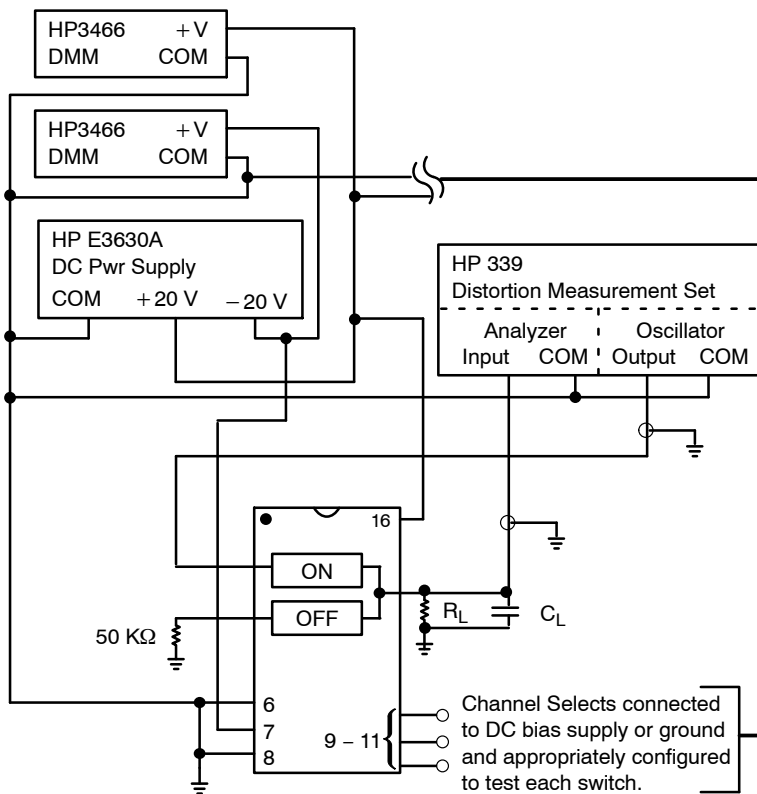 HP3466 +V
DMM COM
HP3466 +V
DMM COM
HP E3630A
DC Pwr Supply
COM +20 V −20 V
HP 339
Distortion Measurement Set
Analyzer Oscillator
Input COM Output COM
16
ON
OFF
50 KΩ
RL
CL
6
7
8
9 − 11
Channel Selects connected
to DC bias supply or ground
and appropriately configured
to test each switch.